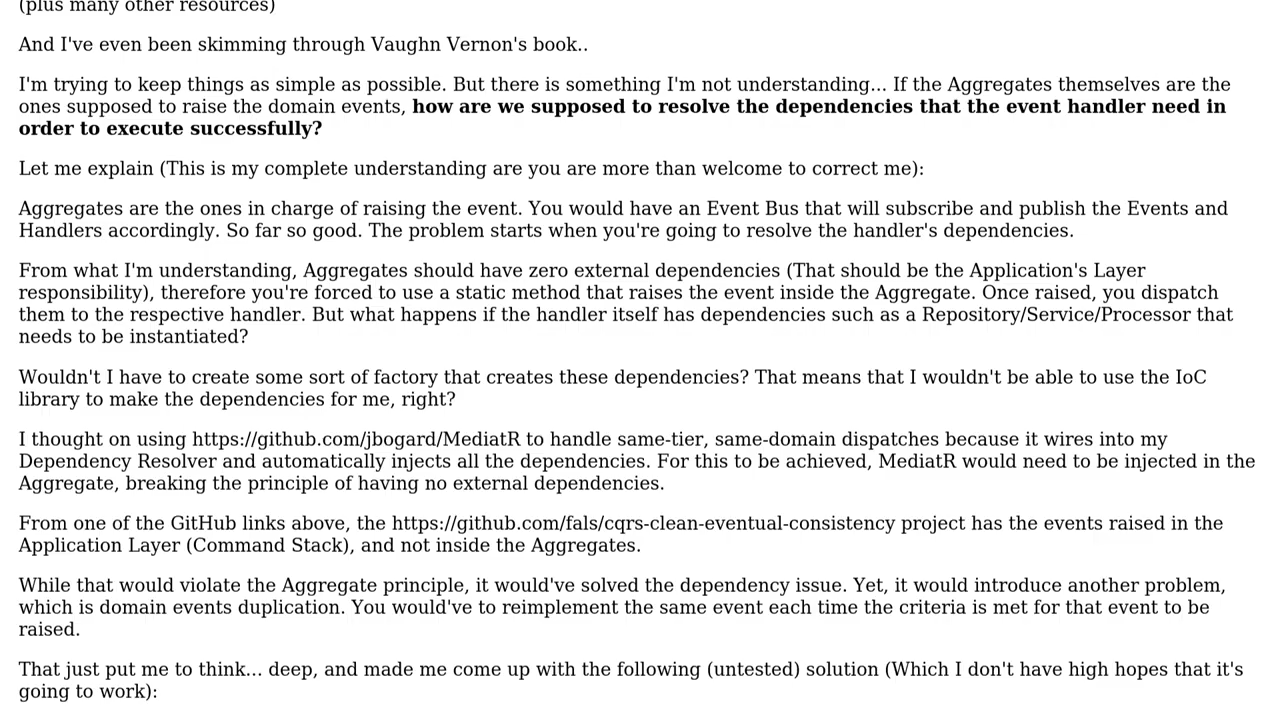 (plus many other resources)
And I've even been skimming through Vaughn Vernon's book..
I'm trying to keep things as simple as possible. But there is something I'm not understanding... If the Aggregates themselves are the
ones supposed to raise the domain events, how are we supposed to resolve the dependencies that the event handler need in
order to execute successfully?
Let me explain (This is my complete understanding are you are more than welcome to correct me):
Aggregates are the ones in charge of raising the event. You would have an Event Bus that will subscribe and publish the Events and
Handlers accordingly. So far so good. The problem starts when you're going to resolve the handler's dependencies.
From what I'm understanding, Aggregates should have zero external dependencies (That should be the Application's Layer
responsibility), therefore you're forced to use a static method that raises the event inside the Aggregate. Once raised, you dispatch
them to the respective handler. But what happens if the handler itself has dependencies such as a Repository/Service/Processor that
needs to be instantiated?
Wouldn't I have to create some sort of factory that creates these dependencies? That means that I wouldn't be able to use the IoC
library to make the dependencies for me, right?
I thought on using https://github.com/jbogard/MediatR to handle same-tier, same-domain dispatches because it wires into my
Dependency Resolver and automatically injects all the dependencies. For this to be achieved, MediatR would need to be injected in the
Aggregate, breaking the principle of having no external dependencies.
From one of the GitHub links above, the https://github.com/fals/cqrs-clean-eventual-consistency project has the events raised in the
Application Layer (Command Stack), and not inside the Aggregates.
While that would violate the Aggregate principle, it would've solved the dependency issue. Yet, it would introduce another problem,
which is domain events duplication. You would've to reimplement the same event each time the criteria is met for that event to be
raised.
That just put me to think... deep, and made me come up with the following (untested) solution (Which I don't have high hopes that it's
going to work):